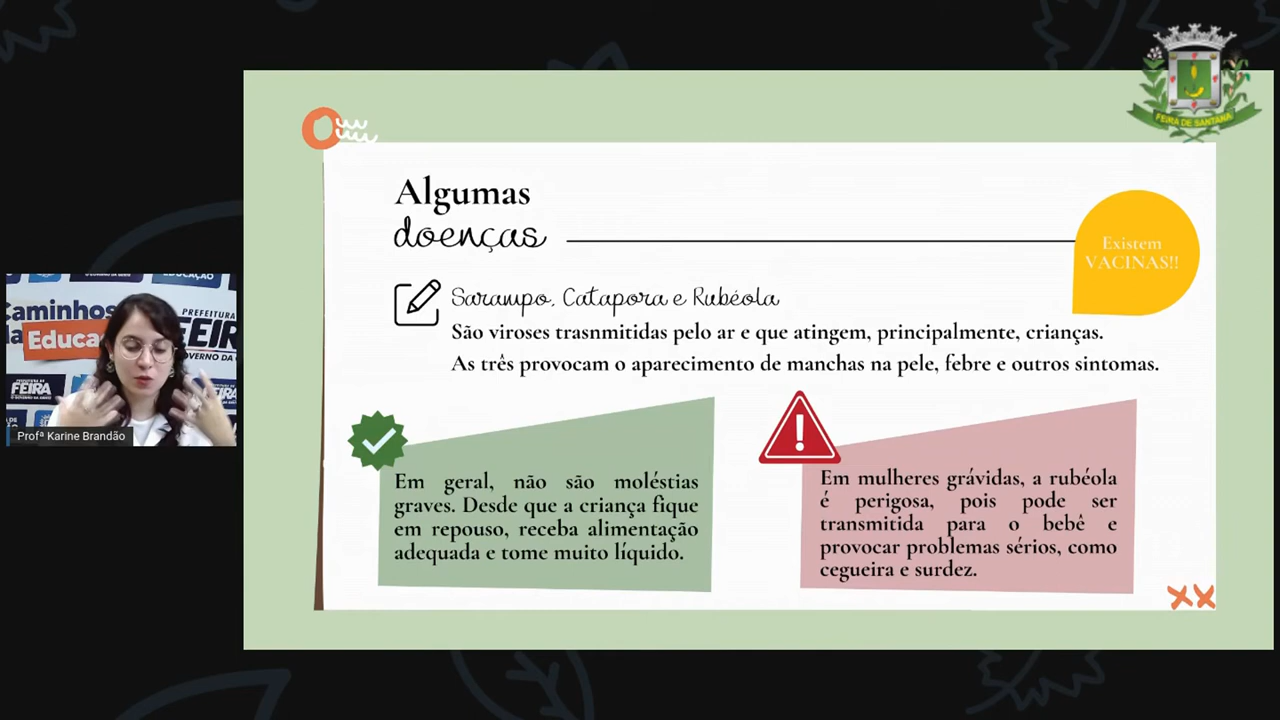 FEIRA DE SANTANA
Algumas
doenças
Existem
VACINAS!!
Sarampo, Catapora e Rubéola
São viroses trasnmitidas pelo ar e que atingem, principalmente, crianças.
As três provocam o aparecimento de manchas na pele, febre e outros sintomas.
Em geral, não são moléstias
graves. Desde que a criança fique
em repouso, receba alimentação
adequada e tome muito líquido.
Em mulheres grávidas, a rubéola
é perigosa, pois pode ser
transmitida para o bebê e
provocar problemas sérios, como
cegueira e surdez.
EDUCAÇÃO
Caminhos
da
Educa
PREFEITURA
FEIR
GOVERNO DA
FEIRA
Profª Karine Brandão